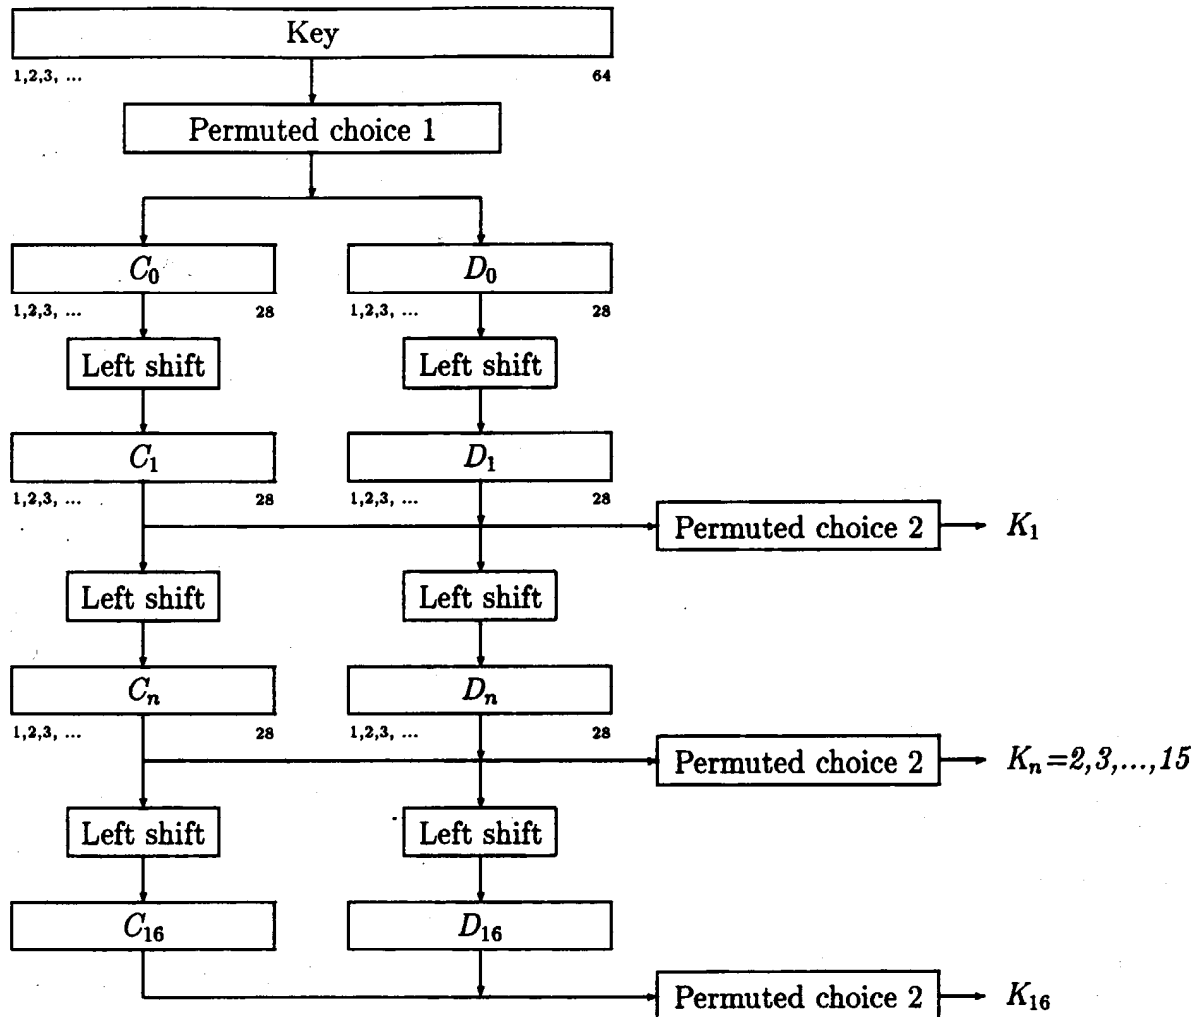 Key
1,2,3, ... 64
Permuted choice 1
C₀ D₀
1,2,3, ... 28 1,2,3, ... 28
Left shift Left shift
C₁ D₁
1,2,3, ... 28 1,2,3, ... 28
Permuted choice 2 K₁
Left shift Left shift
Cₙ Dₙ
1,2,3, ... 28 1,2,3, ... 28
Permuted choice 2 Kₙ=2,3,...,15
Left shift Left shift
C₁₆ D₁₆
Permuted choice 2 K₁₆